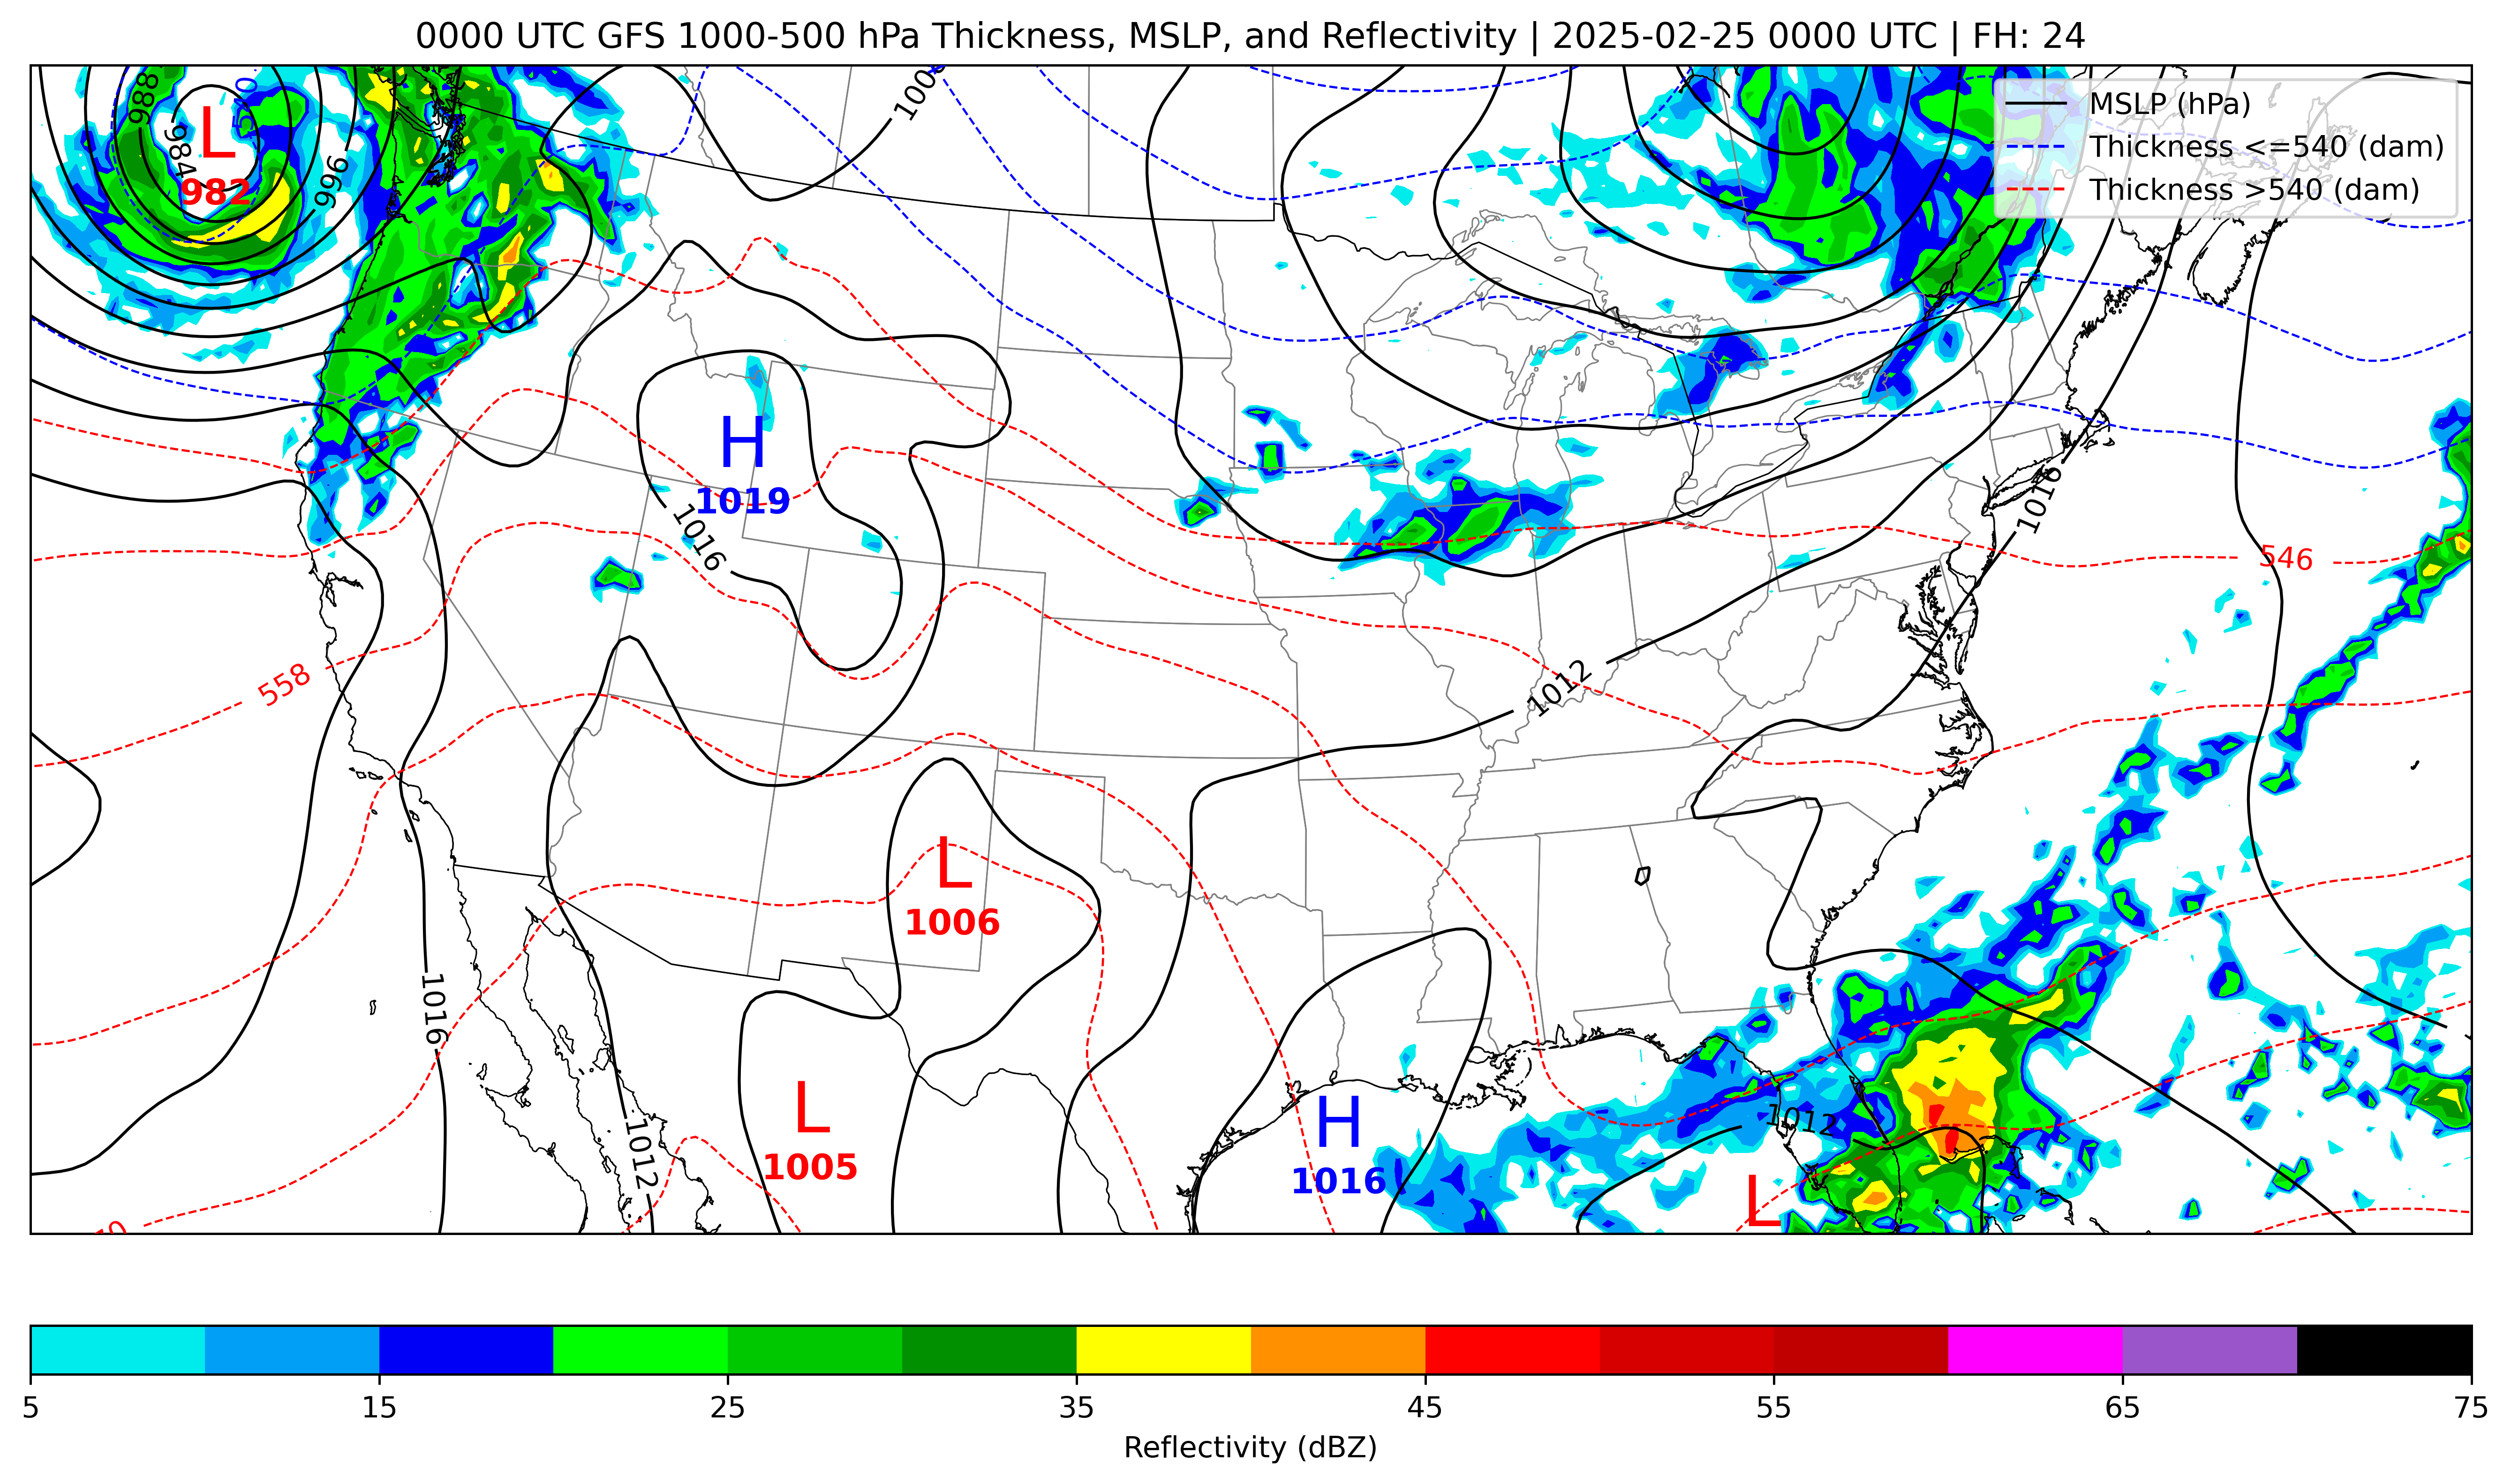 0000 UTC GFS 1000-500 hPa Thickness, MSLP, and Reflectivity | 2025-02-25 0000 UTC | FH: 24
MSLP (hPa)
Thickness <=540 (dam)
Thickness >540 (dam)
988
984
996
540
L
982
H
1019
1016
1016
546
558
1012
L
1006
1016
L
1005
1012
H
1016
1012
L
5
15
25
35
45
55
65
75
Reflectivity (dBZ)